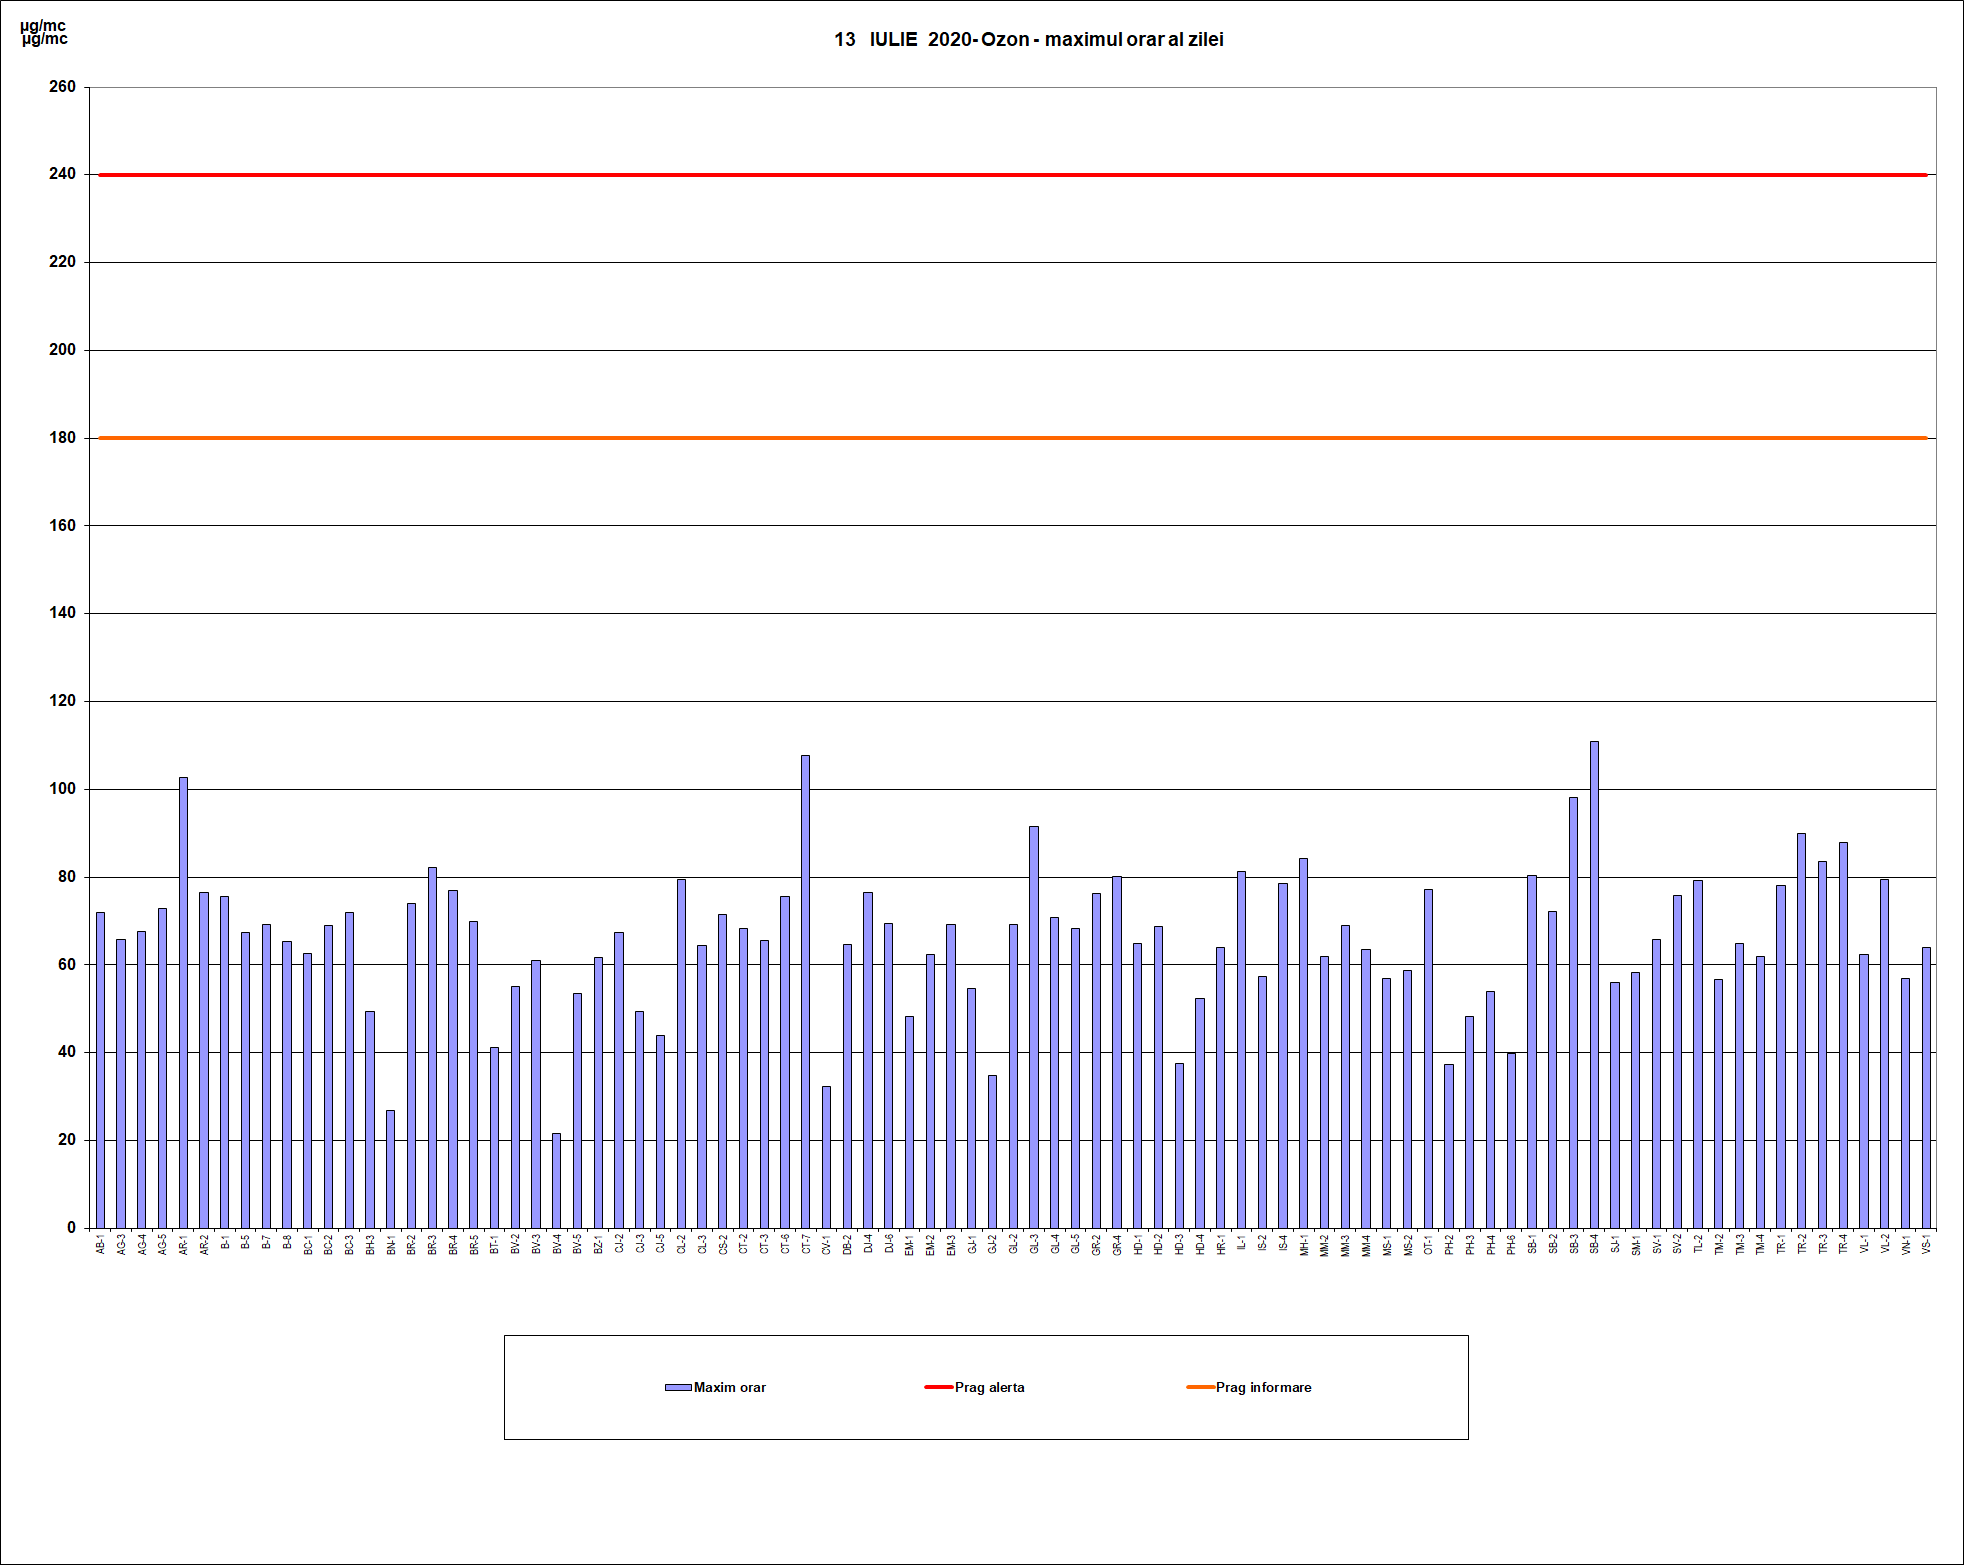 µg/mc
µg/mc
13 IULIE 2020- Ozon - maximul orar al zilei
260
240
220
200
180
160
140
120
100
80
60
40
20
0
AB-1 AG-3 AG-4 AG-5 AR-1 AR-2 B-1 B-5 B-7 B-8 BC-1 BC-2 BC-3 BH-3 BN-1 BR-2 BR-3 BR-4 BR-5 BT-1 BV-2 BV-3 BV-4 BV-5 BZ-1 CJ-2 CJ-3 CJ-5 CL-2 CL-3 CS-2 CT-2 CT-3 CT-6 CT-7 CV-1 DB-2 DJ-4 DJ-6 EM-1 EM-2 EM-3 GJ-1 GJ-2 GL-2 GL-3 GL-4 GL-5 GR-2 GR-4 HD-1 HD-2 HD-3 HD-4 HR-1 IL-1 IS-2 IS-4 MH-1 MM-2 MM-3 MM-4 MS-1 MS-2 OT-1 PH-2 PH-3 PH-4 PH-6 SB-1 SB-2 SB-3 SB-4 SJ-1 SM-1 SV-1 SV-2 TL-2 TM-2 TM-3 TM-4 TR-1 TR-2 TR-3 TR-4 VL-1 VL-2 VN-1 VS-1
Maxim orar Prag alerta Prag informare